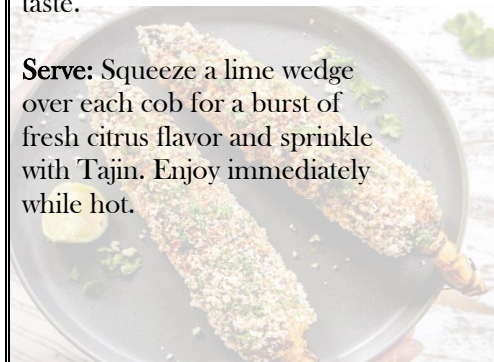 taste.
Serve: Squeeze a lime wedge
over each cob for a burst of
fresh citrus flavor and sprinkle
with Tajin. Enjoy immediately
while hot.